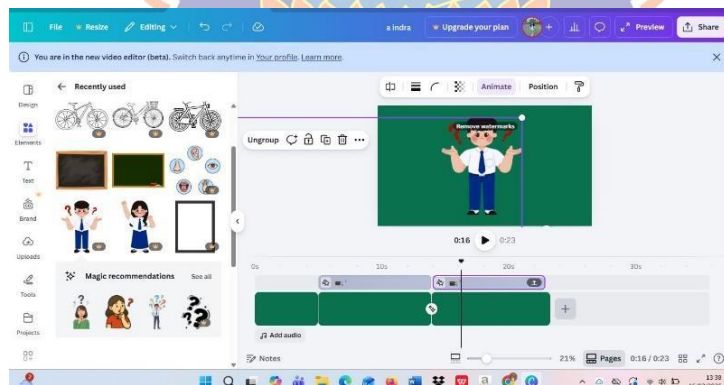 File Resize Editing a indra Upgrade your plan Preview Share
You are in the new video editor (beta). Switch back anytime in Your profile. Learn more.
Recently used
Animate Position
Design
Elements
Text
Brand
Uploads
Tools
Projects
Ungroup
Remove watermarks
Magic recommendations See all
0:16 0:23
0s 10s 20s 30s
Add audio
Notes 21% Pages 0:16 / 0:23
13:38